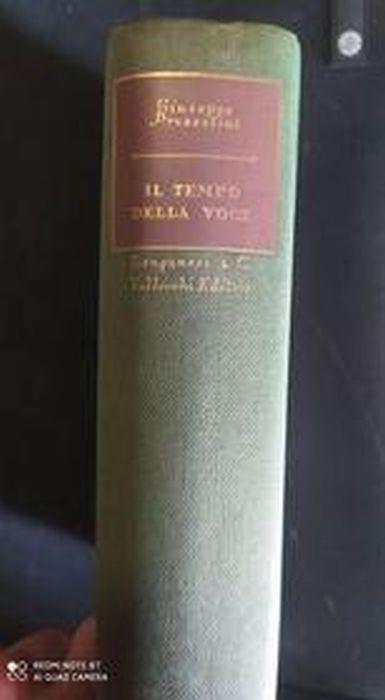 Giuseppe
Prezzolini
IL TEMPO
DELLA VOCE
Longanesi & C.
Vallecchi Editore
REDMI NOTE 8T
AI QUAD CAMERA